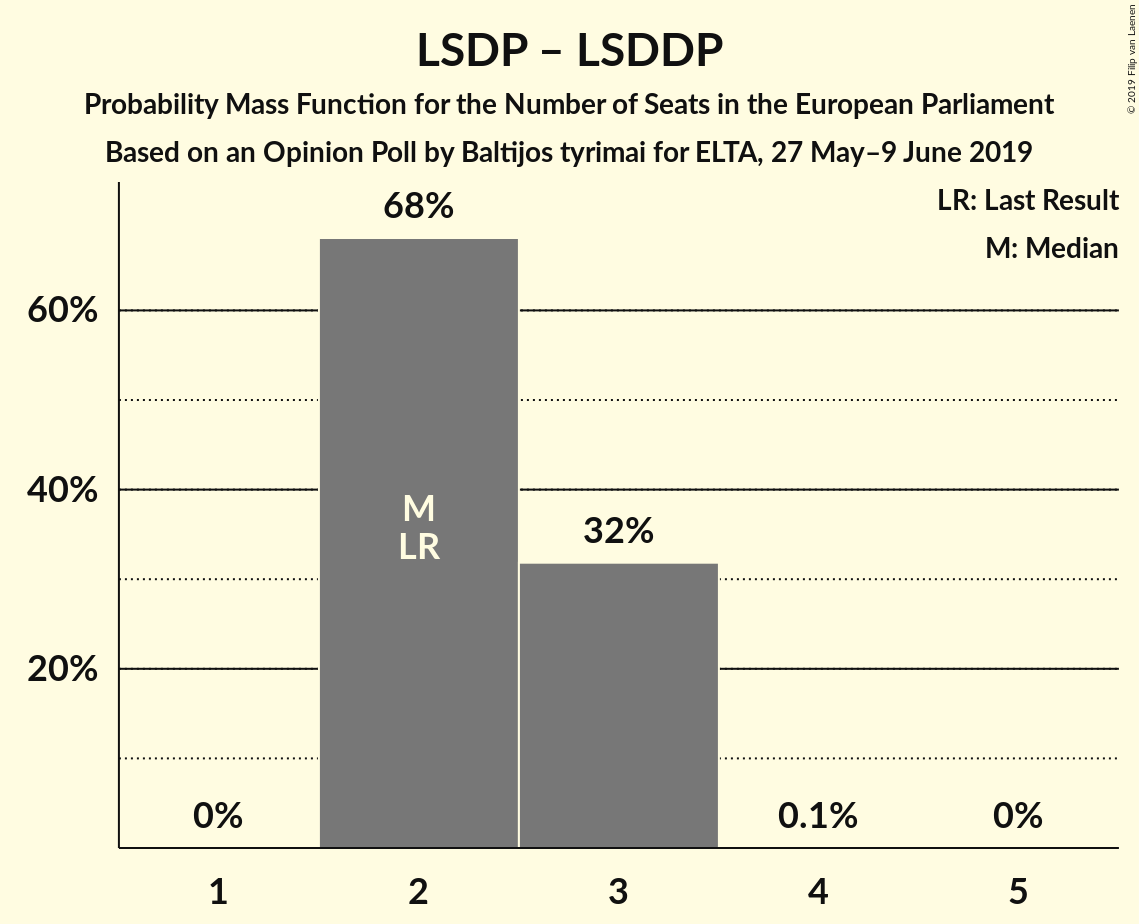 LSDP – LSDDP
Probability Mass Function for the Number of Seats in the European Parliament
Based on an Opinion Poll by Baltijos tyrimai for ELTA, 27 May–9 June 2019
© 2019 Filip van Laenen
LR: Last Result
M: Median
68%
60%
40%
M
LR
32%
20%
0%
0.1%
0%
1
2
3
4
5